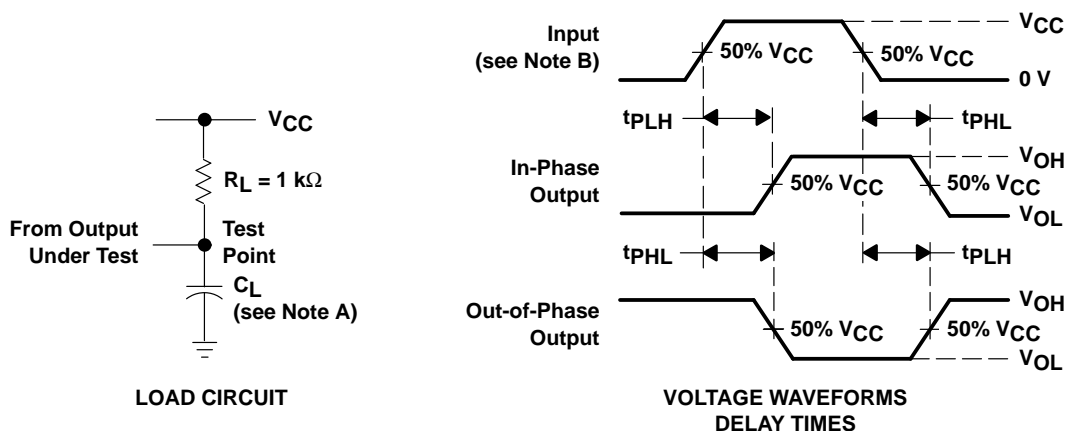 VCC
RL = 1 kΩ
From Output
Under Test
Test
Point
CL
(see Note A)
LOAD CIRCUIT
Input
(see Note B)
50% VCC
50% VCC
VCC
0 V
tPLH
tPHL
In-Phase
Output
50% VCC
50% VCC
VOH
VOL
tPHL
tPLH
Out-of-Phase
Output
50% VCC
50% VCC
VOH
VOL
VOLTAGE WAVEFORMS
DELAY TIMES